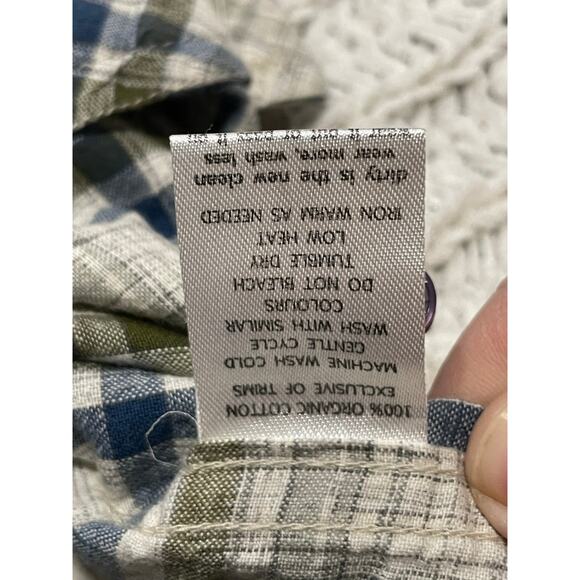 100% ORGANIC COTTON
EXCLUSIVE OF TRIMS
MACHINE WASH COLD
GENTLE CYCLE
WASH WITH SIMILAR
COLOURS
DO NOT BLEACH
TUMBLE DRY
LOW HEAT
IRON WARM AS NEEDED
dirty is the new clean
wear more, wash less